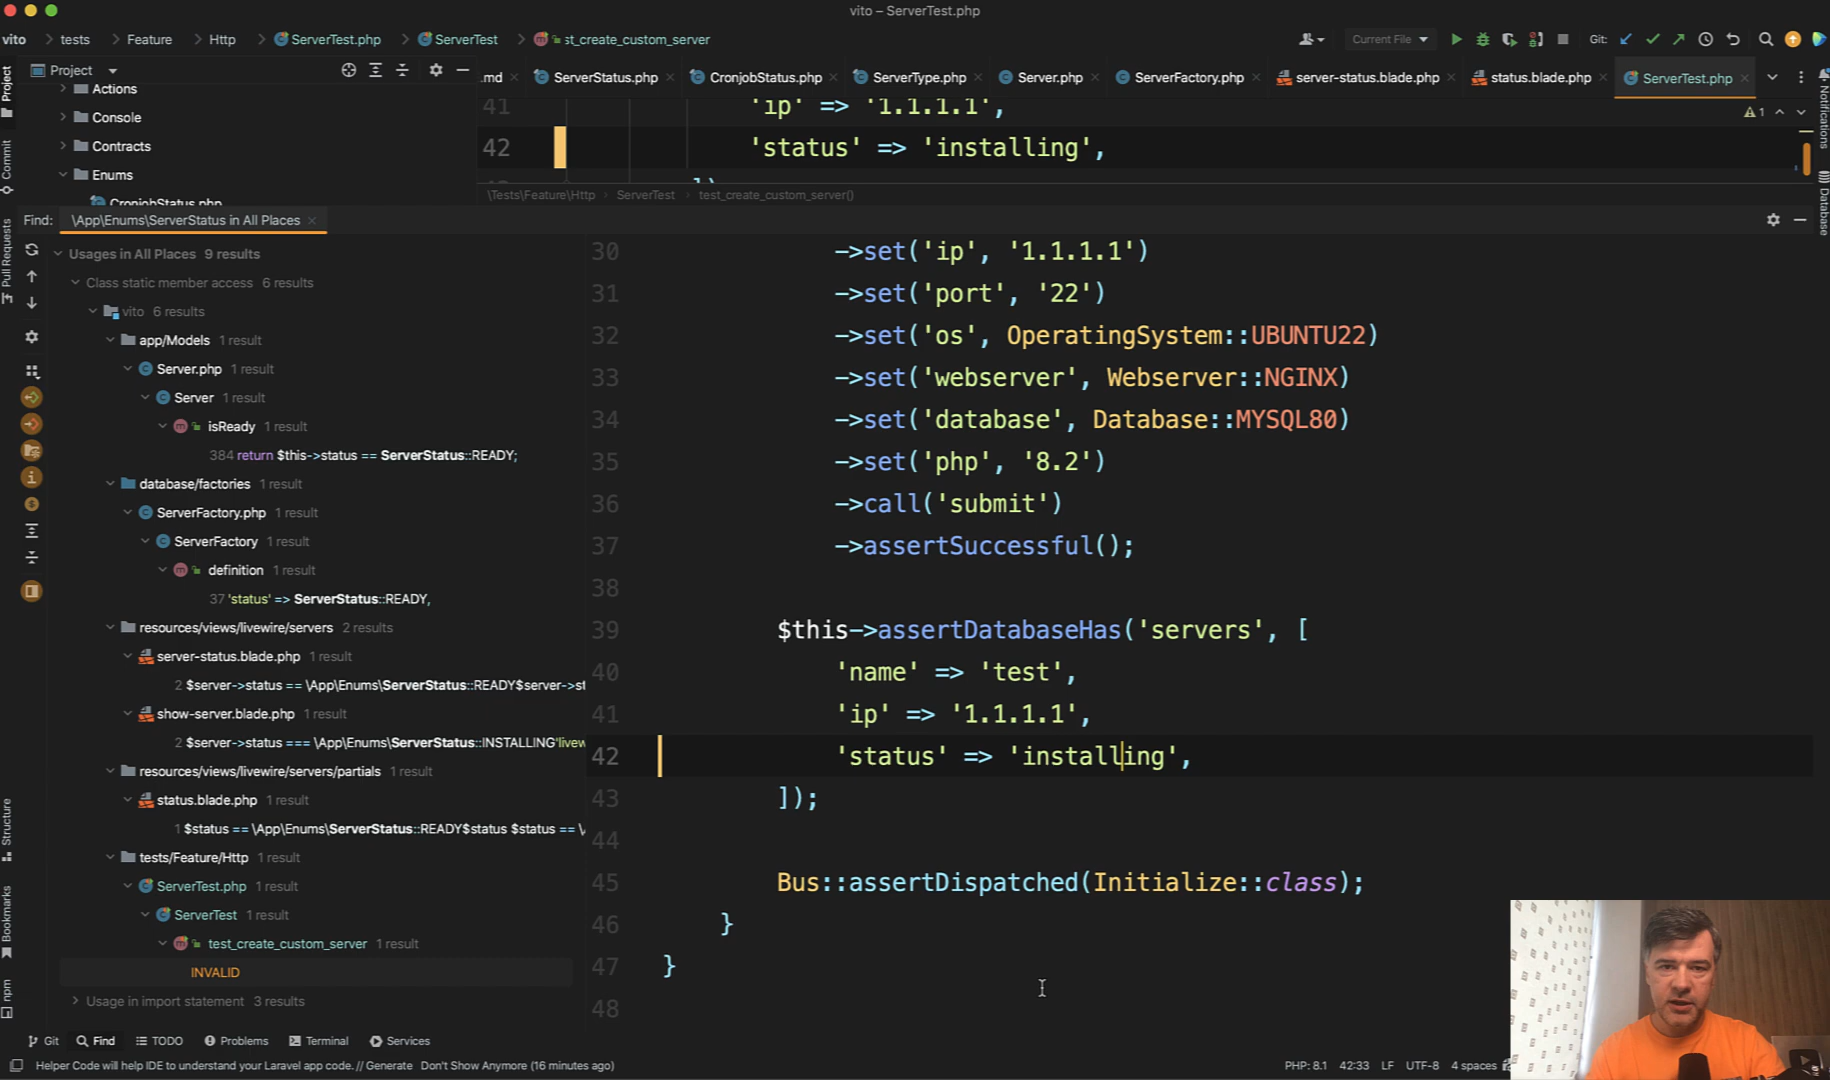 vito – ServerTest.php
vito tests Feature Http ServerTest.php ServerTest st_create_custom_server
Current File Git:
Project
.md ServerStatus.php CronjobStatus.php ServerType.php Server.php ServerFactory.php server-status.blade.php status.blade.php ServerTest.php
Actions
Console
Contracts
Enums
CronjobStatus.php
41 'ip' => '1.1.1.1',
42 'status' => 'installing',
])
1
\Tests\Feature\Http ServerTest test_create_custom_server()
Find: \App\Enums\ServerStatus in All Places
Usages in All Places 9 results
Class static member access 6 results
vito 6 results
app/Models 1 result
Server.php 1 result
Server 1 result
isReady 1 result
384 return $this->status == ServerStatus::READY;
database/factories 1 result
ServerFactory.php 1 result
ServerFactory 1 result
definition 1 result
37 'status' => ServerStatus::READY,
resources/views/livewire/servers 2 results
server-status.blade.php 1 result
2 $server->status == \App\Enums\ServerStatus::READY$server->st
show-server.blade.php 1 result
2 $server->status === \App\Enums\ServerStatus::INSTALLING'livew
resources/views/livewire/servers/partials 1 result
status.blade.php 1 result
1 $status == \App\Enums\ServerStatus::READY$status $status == \
tests/Feature/Http 1 result
ServerTest.php 1 result
ServerTest 1 result
test_create_custom_server 1 result
INVALID
Usage in import statement 3 results
30 ->set('ip', '1.1.1.1')
31 ->set('port', '22')
32 ->set('os', OperatingSystem::UBUNTU22)
33 ->set('webserver', Webserver::NGINX)
34 ->set('database', Database::MYSQL80)
35 ->set('php', '8.2')
36 ->call('submit')
37 ->assertSuccessful();
38
39 $this->assertDatabaseHas('servers', [
40 'name' => 'test',
41 'ip' => '1.1.1.1',
42 'status' => 'installing',
43 ]);
44
45 Bus::assertDispatched(Initialize::class);
46 }
47 }
48
Project
Commit
Pull Requests
Structure
Bookmarks
npm
Notifications
Database
Git Find TODO Problems Terminal Services
Helper Code will help IDE to understand your Laravel app code. // Generate Don't Show Anymore (16 minutes ago)
PHP: 8.1 42:33 LF UTF-8 4 spaces